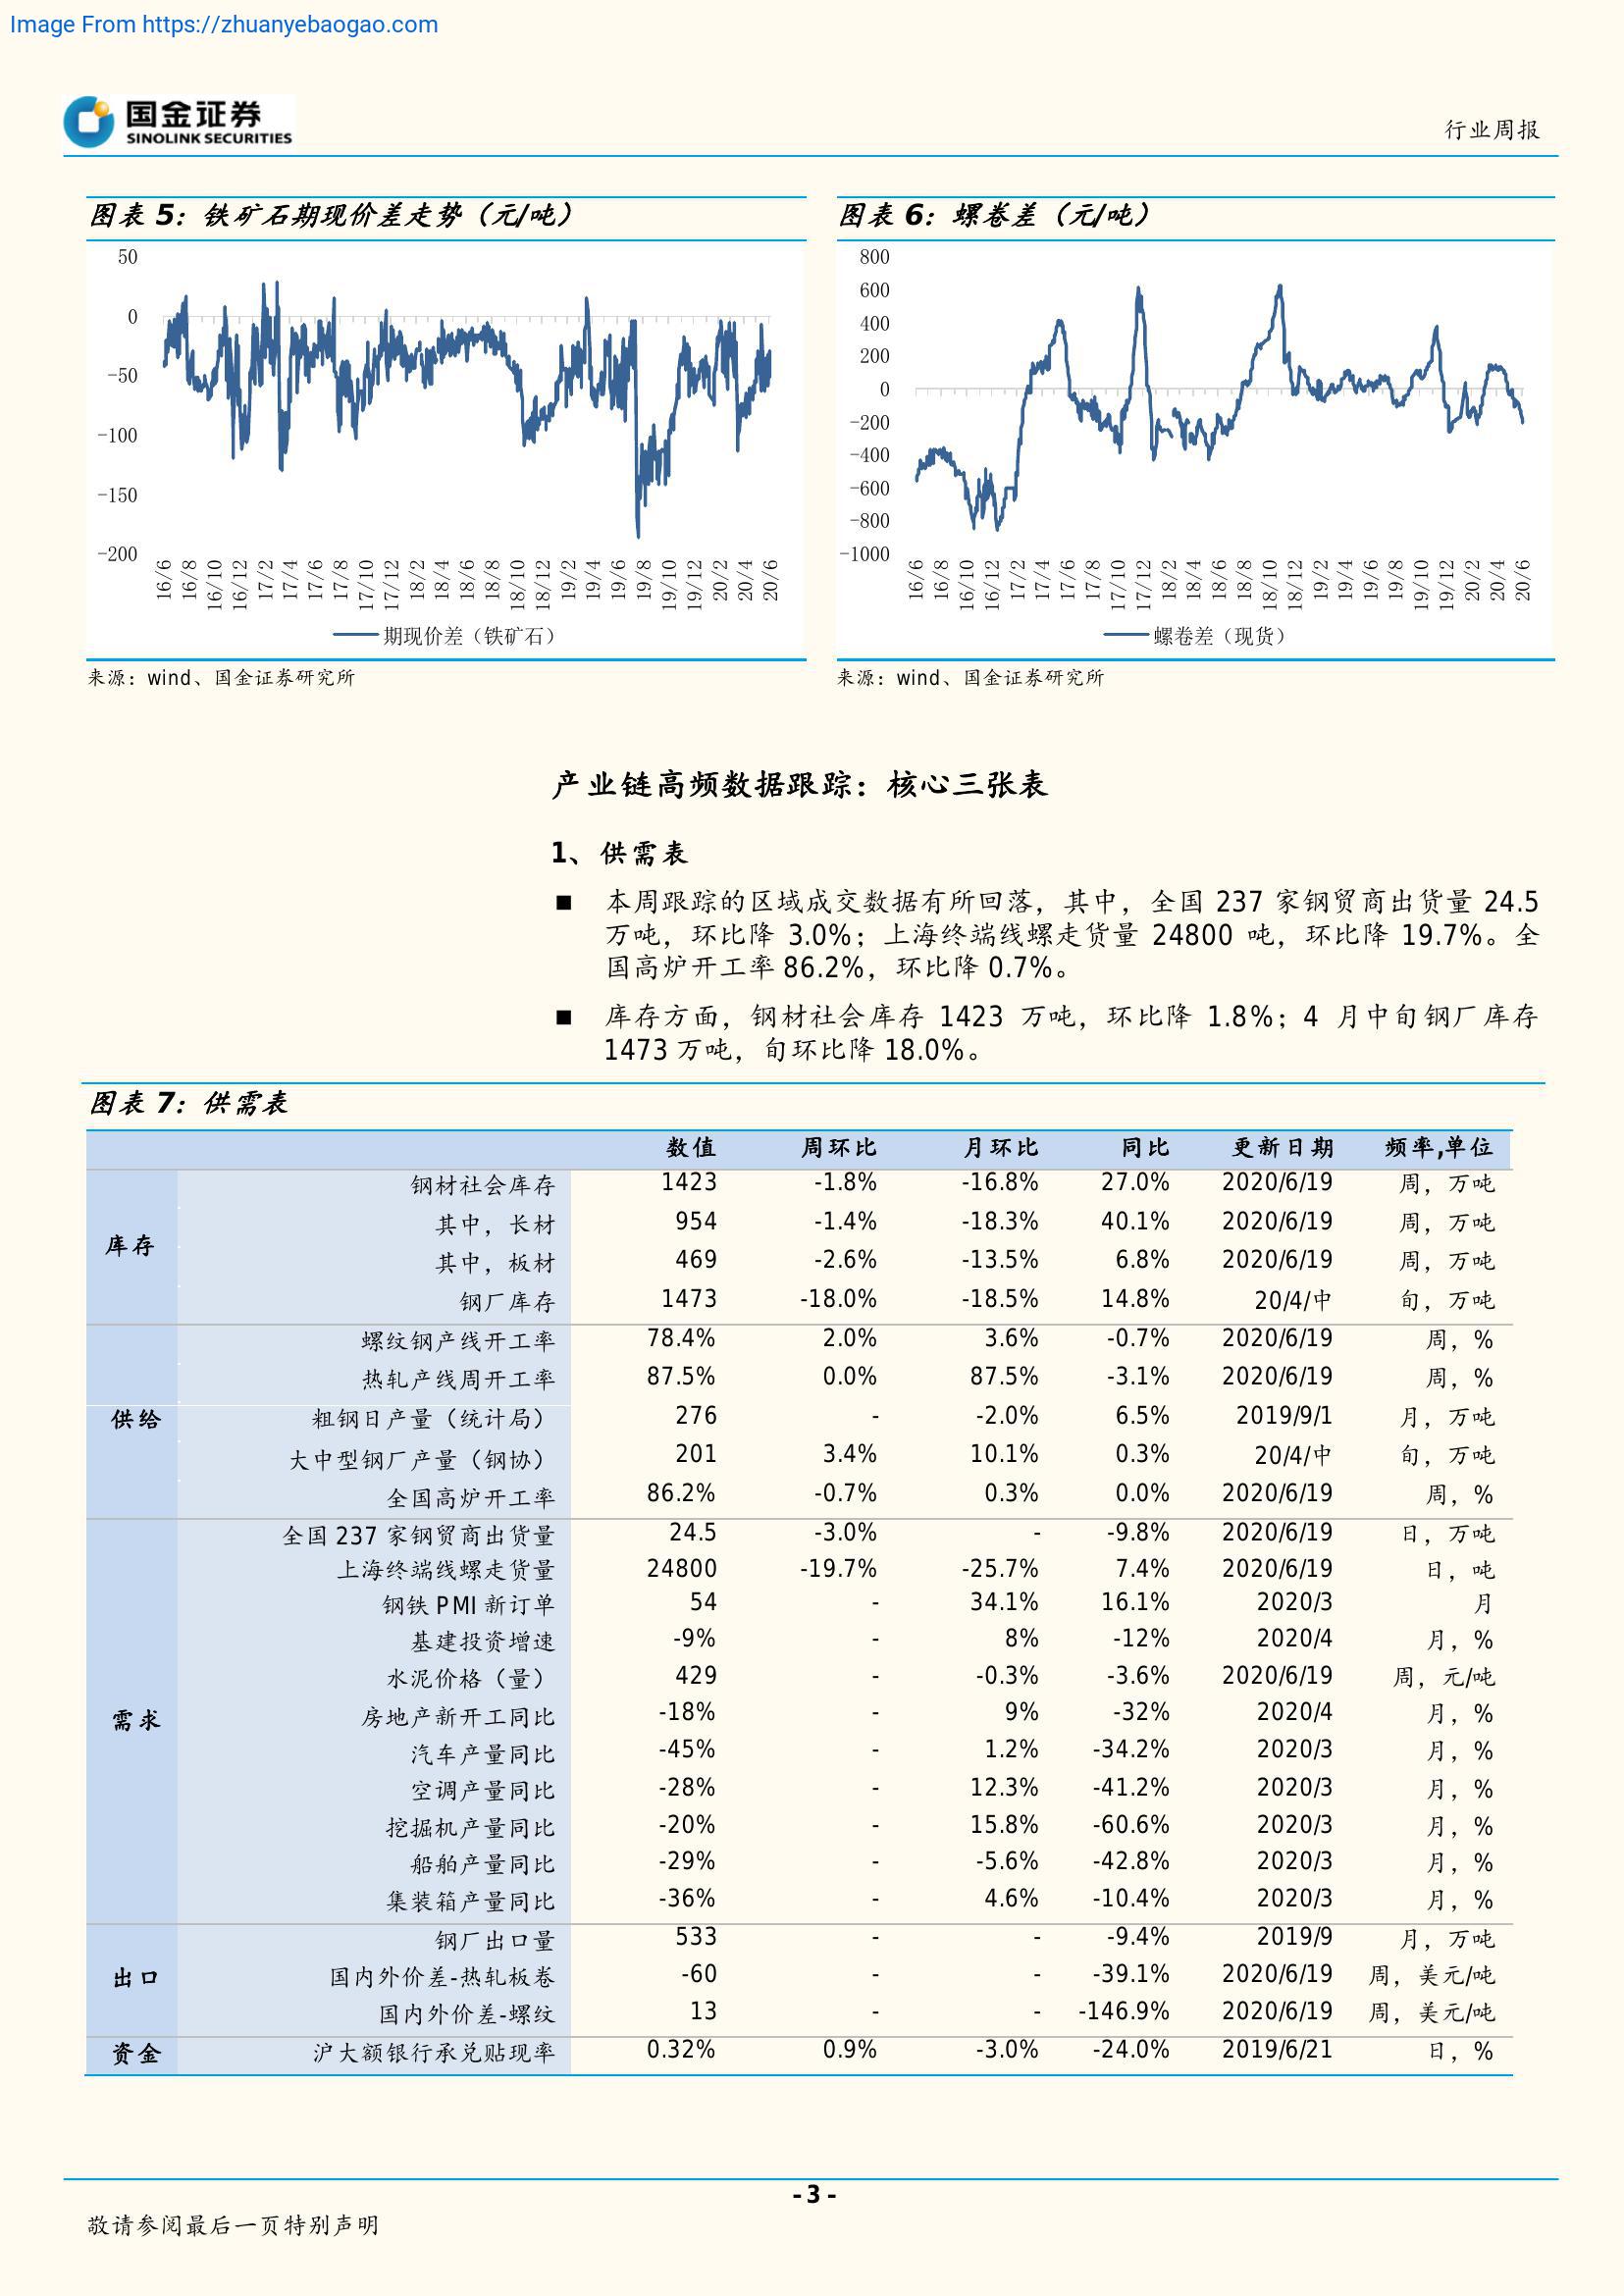 Image From https://zhuanyebaogao.com
国金证券
SINOLINK SECURITIES
行业周报
图表 5：铁矿石期现价差走势（元/吨）
50
0
-50
-100
-150
-200
16/6 16/8 16/10 16/12 17/2 17/4 17/6 17/8 17/10 17/12 18/2 18/4 18/6 18/8 18/10 18/12 19/2 19/4 19/6 19/8 19/10 19/12 20/2 20/4 20/6
期现价差（铁矿石）
来源：wind、国金证券研究所
图表 6：螺卷差（元/吨）
800
600
400
200
0
-200
-400
-600
-800
-1000
16/6 16/8 16/10 16/12 17/2 17/4 17/6 17/8 17/10 17/12 18/2 18/4 18/6 18/8 18/10 18/12 19/2 19/4 19/6 19/8 19/10 19/12 20/2 20/4 20/6
螺卷差（现货）
来源：wind、国金证券研究所
产业链高频数据跟踪：核心三张表
1、供需表
■ 本周跟踪的区域成交数据有所回落，其中，全国 237 家钢贸商出货量 24.5
万吨，环比降 3.0%；上海终端线螺走货量 24800 吨，环比降 19.7%。全
国高炉开工率 86.2%，环比降 0.7%。
■ 库存方面，钢材社会库存 1423 万吨，环比降 1.8%；4 月中旬钢厂库存
1473 万吨，旬环比降 18.0%。
图表 7：供需表
数值 周环比 月环比 同比 更新日期 频率,单位
库存
钢材社会库存 1423 -1.8% -16.8% 27.0% 2020/6/19 周，万吨
其中，长材 954 -1.4% -18.3% 40.1% 2020/6/19 周，万吨
其中，板材 469 -2.6% -13.5% 6.8% 2020/6/19 周，万吨
钢厂库存 1473 -18.0% -18.5% 14.8% 20/4/中 旬，万吨
供给
螺纹钢产线开工率 78.4% 2.0% 3.6% -0.7% 2020/6/19 周，%
热轧产线周开工率 87.5% 0.0% 87.5% -3.1% 2020/6/19 周，%
粗钢日产量（统计局） 276 - -2.0% 6.5% 2019/9/1 月，万吨
大中型钢厂产量（钢协） 201 3.4% 10.1% 0.3% 20/4/中 旬，万吨
全国高炉开工率 86.2% -0.7% 0.3% 0.0% 2020/6/19 周，%
需求
全国 237 家钢贸商出货量 24.5 -3.0% - -9.8% 2020/6/19 日，万吨
上海终端线螺走货量 24800 -19.7% -25.7% 7.4% 2020/6/19 日，吨
钢铁 PMI 新订单 54 - 34.1% 16.1% 2020/3 月
基建投资增速 -9% - 8% -12% 2020/4 月，%
水泥价格（量） 429 - -0.3% -3.6% 2020/6/19 周，元/吨
房地产新开工同比 -18% - 9% -32% 2020/4 月，%
汽车产量同比 -45% - 1.2% -34.2% 2020/3 月，%
空调产量同比 -28% - 12.3% -41.2% 2020/3 月，%
挖掘机产量同比 -20% - 15.8% -60.6% 2020/3 月，%
船舶产量同比 -29% - -5.6% -42.8% 2020/3 月，%
集装箱产量同比 -36% - 4.6% -10.4% 2020/3 月，%
出口
钢厂出口量 533 - - -9.4% 2019/9 月，万吨
国内外价差-热轧板卷 -60 - - -39.1% 2020/6/19 周，美元/吨
国内外价差-螺纹 13 - - -146.9% 2020/6/19 周，美元/吨
资金
沪大额银行承兑贴现率 0.32% 0.9% -3.0% -24.0% 2019/6/21 日，%
- 3 -
敬请参阅最后一页特别声明